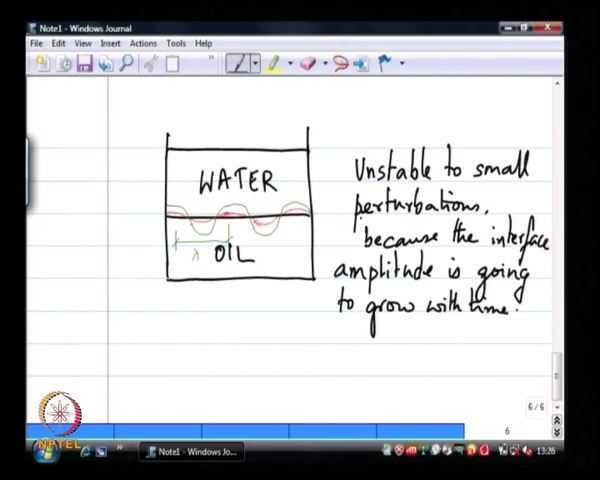 Note1 - Windows Journal
File Edit View Insert Actions Tools Help
WATER
λ
OIL
Unstable to small
perturbations,
because the interface
amplitude is going
to grow with time.
6/6
6
NPTEL
Note1 - Windows Jo...
13:26